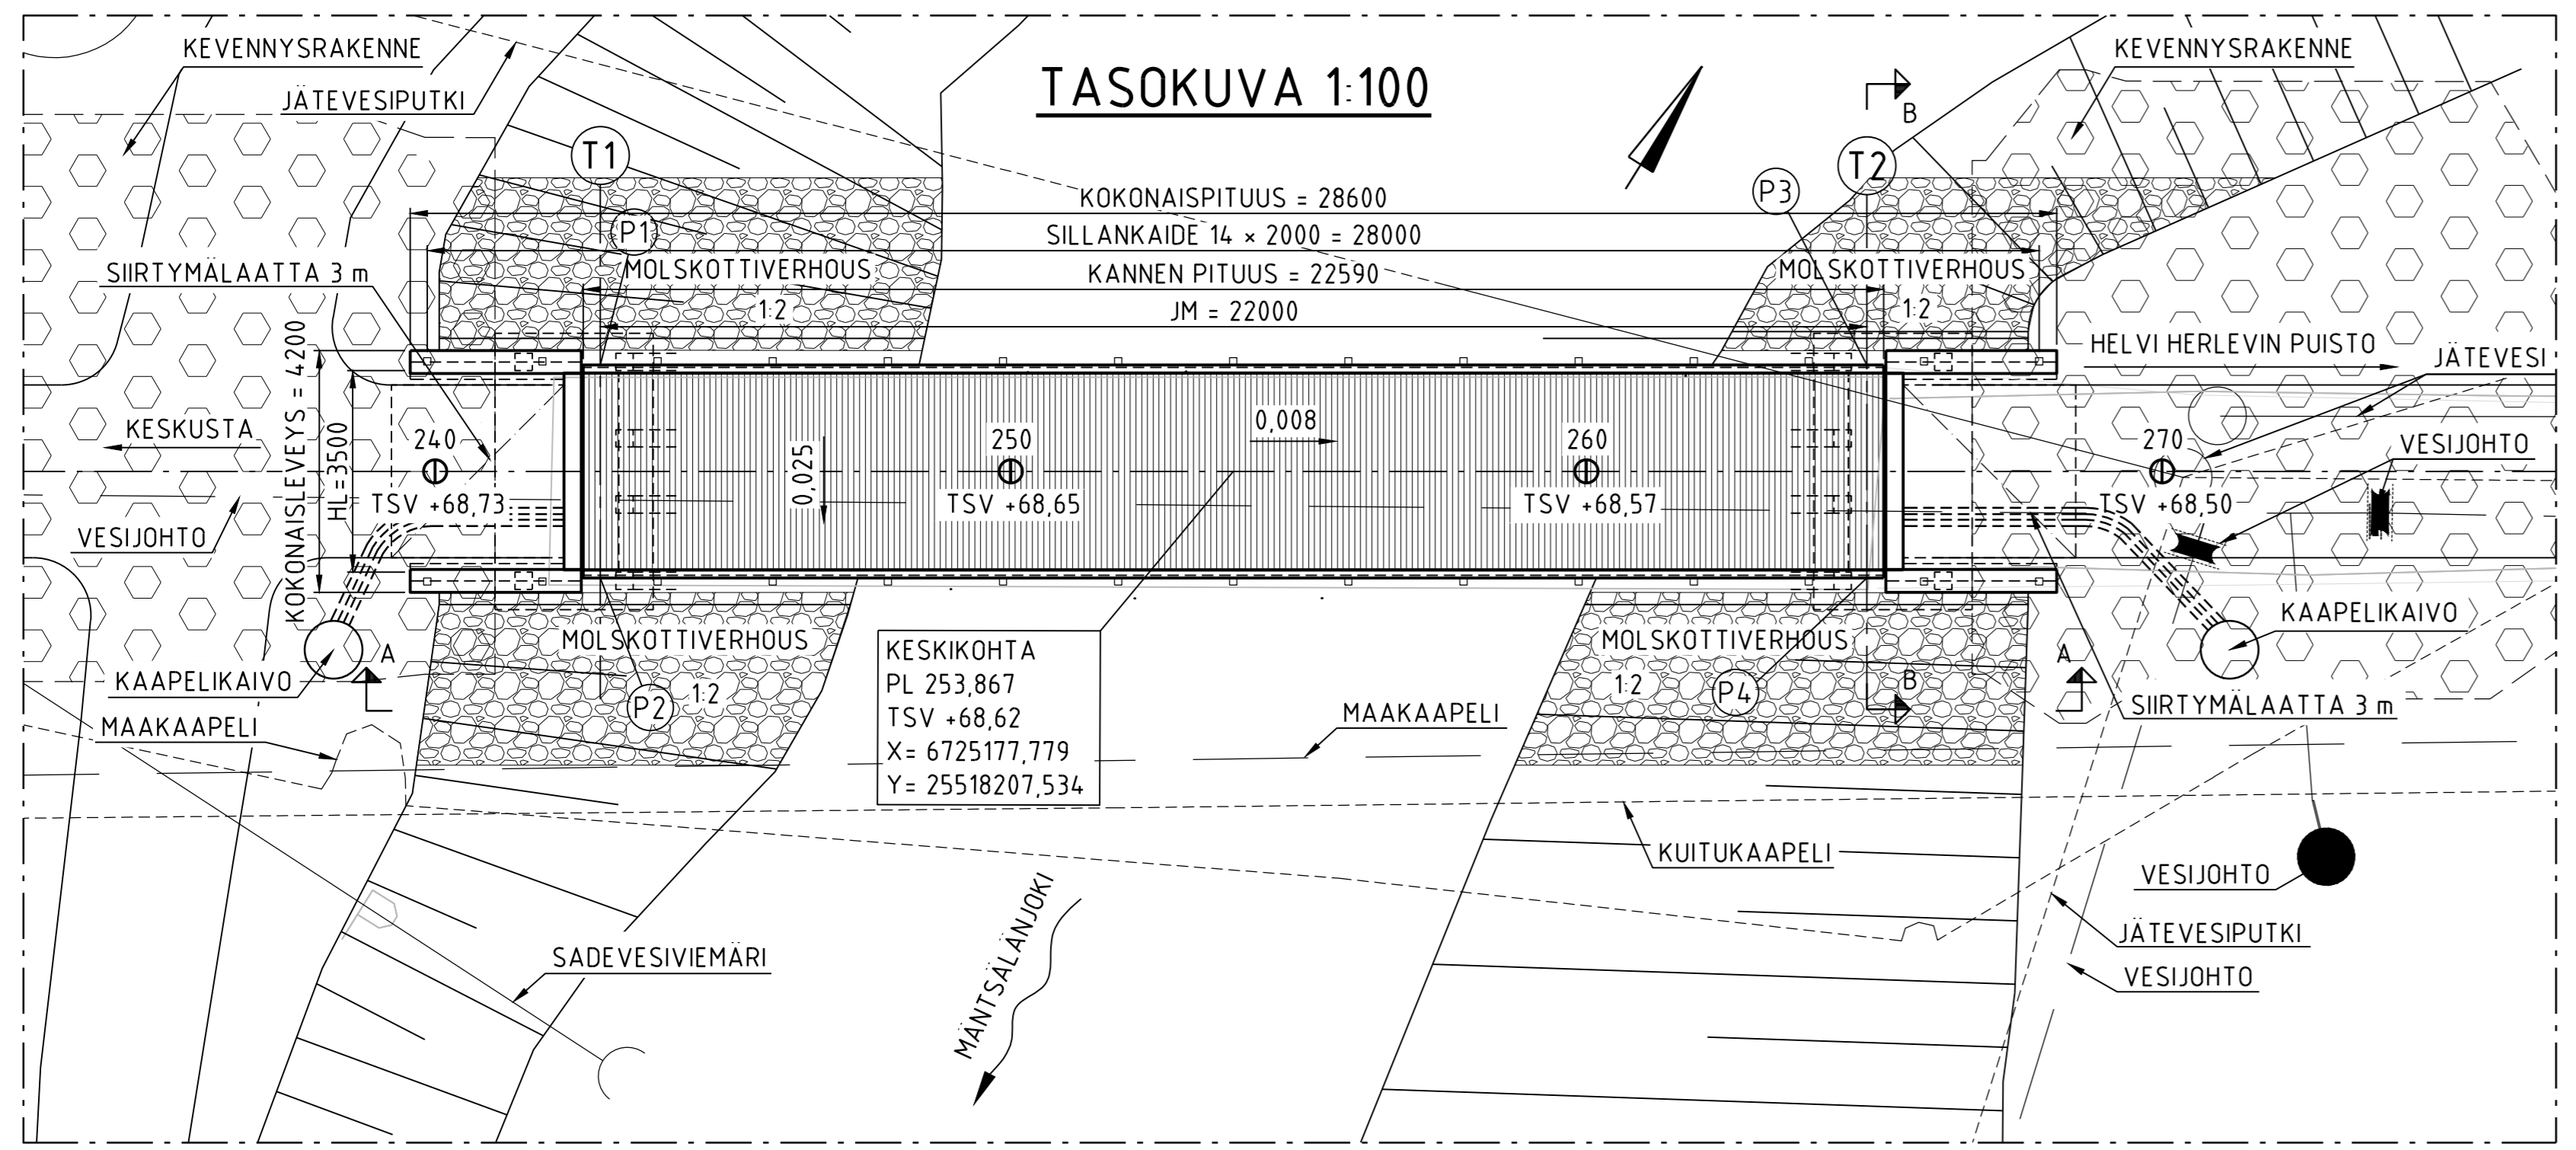 KEVENNYSRAKENNE
JÄTEVESIPUTKI
TASOKUVA 1:100
KEVENNYSRAKENNE
B
T1
T2
P1
P3
KOKONAISPITUUS = 28600
SILLANKAIDE 14 × 2000 = 28000
KANNEN PITUUS = 22590
JM = 22000
SIIRTYMÄLAATTA 3 m
MOLSKOTTIVERHOUS
1:2
MOLSKOTTIVERHOUS
1:2
HELVI HERLEVIN PUISTO
JÄTEVESI
KOKONAISLEVEYS = 4200
HL=3500
KESKUSTA
240
TSV +68,73
0,025
250
TSV +68,65
0,008
260
TSV +68,57
270
TSV +68,50
VESIJOHTO
VESIJOHTO
KAAPELIKAIVO
A
MAAKAAPELI
MOLSKOTTIVERHOUS
1:2
P2
KESKIKOHTA
PL 253,867
TSV +68,62
X= 6725177,779
Y= 25518207,534
MAAKAAPELI
MOLSKOTTIVERHOUS
1:2
P4
B
A
KAAPELIKAIVO
SIIRTYMÄLAATTA 3 m
KUITUKAAPELI
VESIJOHTO
JÄTEVESIPUTKI
VESIJOHTO
SADEVESIVIEMÄRI
MÄNTSÄLÄNJOKI